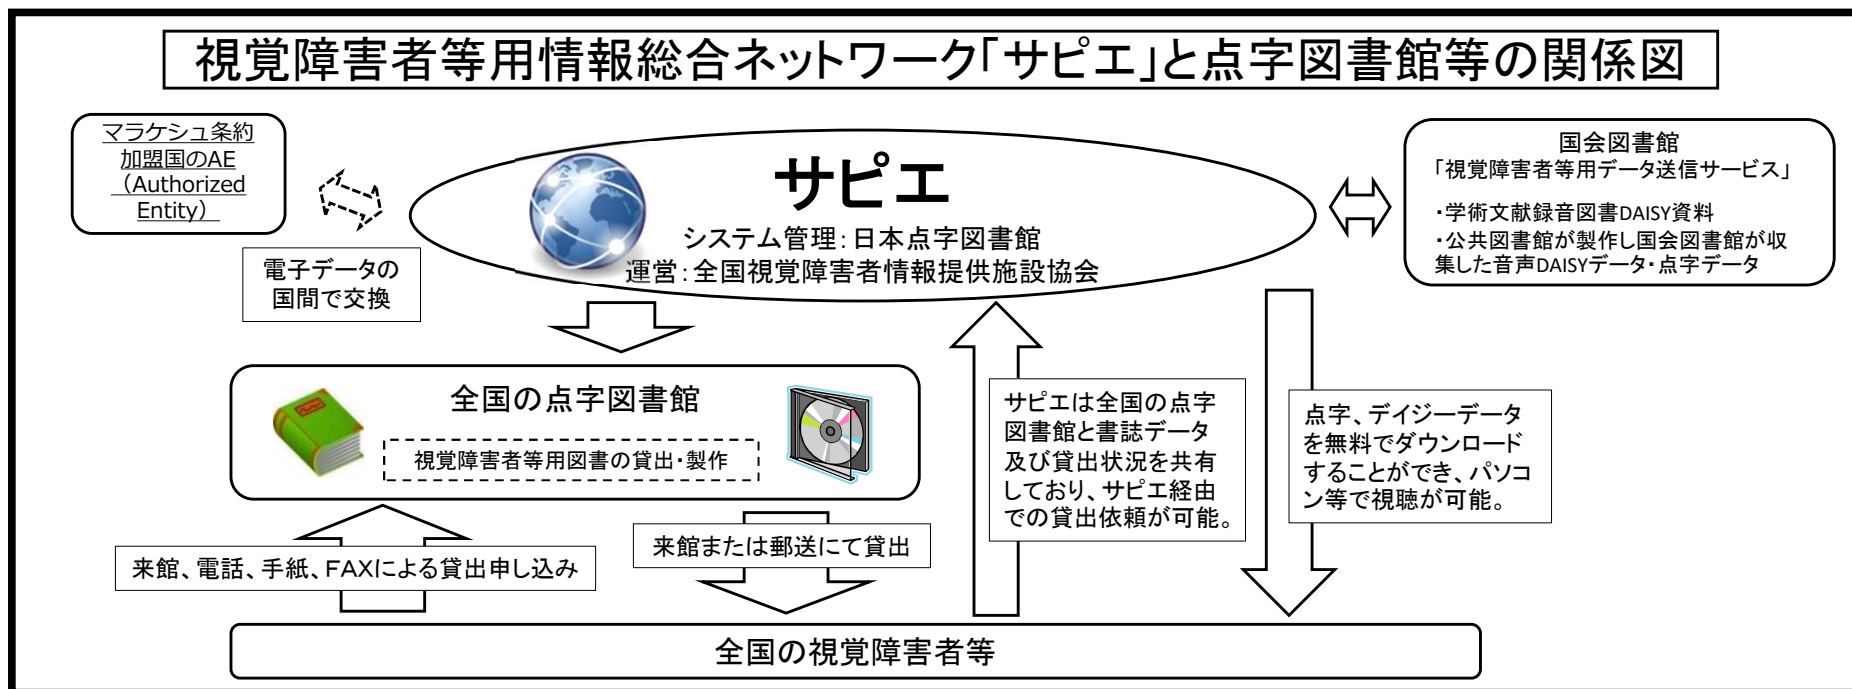 視覚障害者等用情報総合ネットワーク「サピエ」と点字図書館等の関係図
マラケシュ条約
加盟国のAE
（Authorized
Entity）
電子データの
国間で交換
サピエ
システム管理：日本点字図書館
運営：全国視覚障害者情報提供施設協会
国会図書館
「視覚障害者等用データ送信サービス」
・学術文献録音図書DAISY資料
・公共図書館が製作し国会図書館が収
集した音声DAISYデータ・点字データ
全国の点字図書館
視覚障害者等用図書の貸出・製作
サピエは全国の点字
図書館と書誌データ
及び貸出状況を共有
しており、サピエ経由
での貸出依頼が可能。
点字、デイジーデータ
を無料でダウンロード
することができ、パソコ
ン等で視聴が可能。
来館、電話、手紙、FAXによる貸出申し込み
来館または郵送にて貸出
全国の視覚障害者等